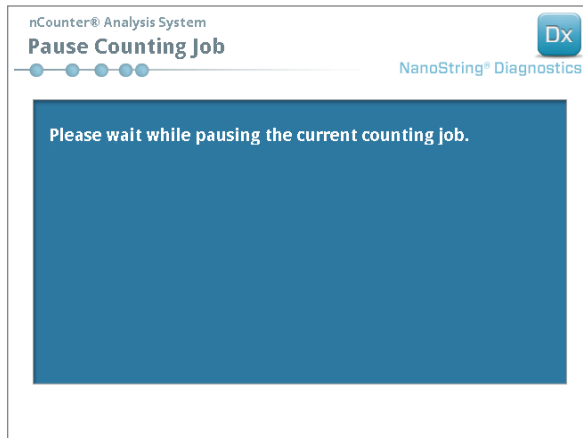 nCounter® Analysis System
Pause Counting Job
Dx
NanoString® Diagnostics
Please wait while pausing the current counting job.